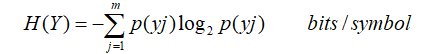 H(Y) = −∑_{j=1}^{m} p(yj) log₂ p(yj) bits / symbol